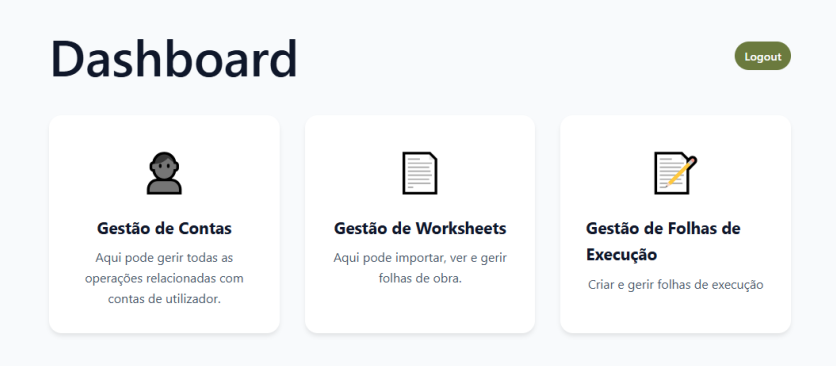 Dashboard
Logout
Gestão de Contas
Aqui pode gerir todas as
operações relacionadas com
contas de utilizador.
Gestão de Worksheets
Aqui pode importar, ver e gerir
folhas de obra.
Gestão de Folhas de
Execução
Criar e gerir folhas de execução